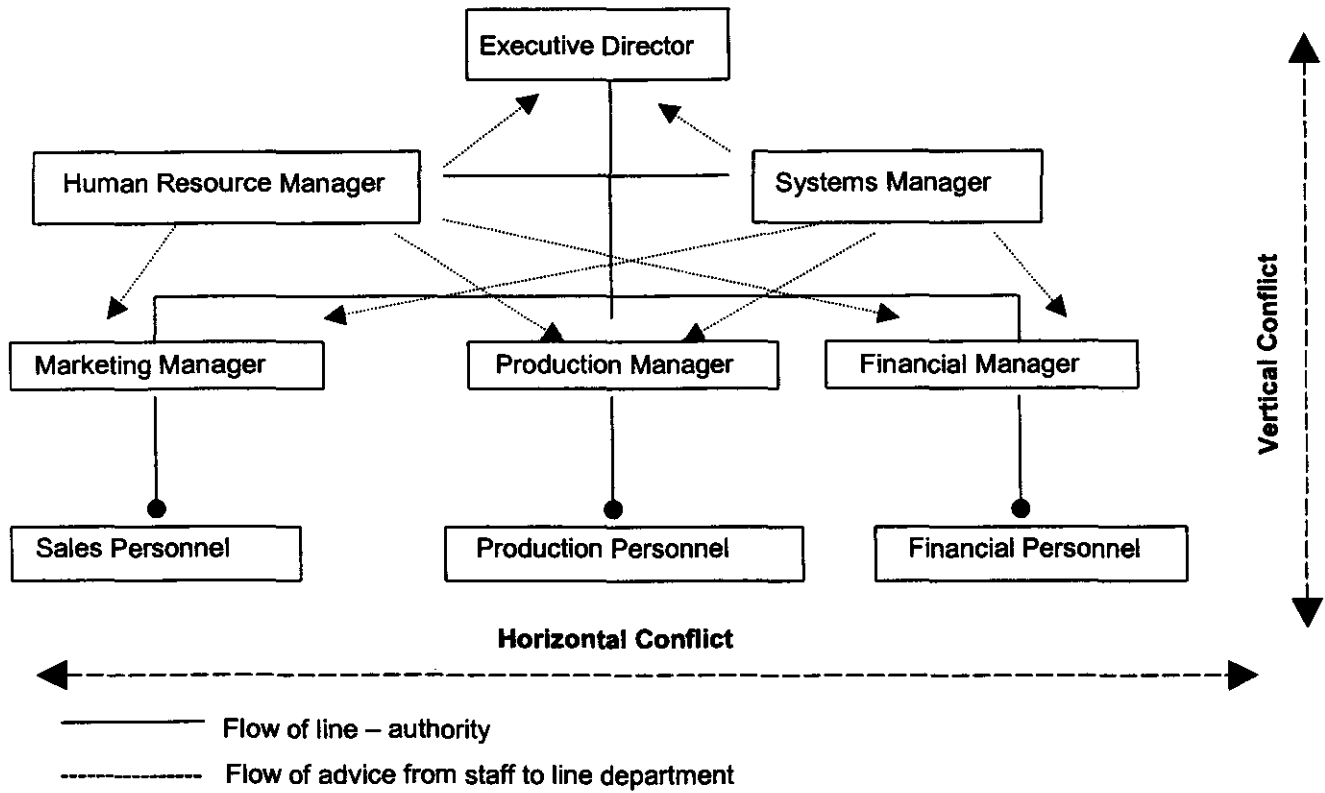 Executive Director
Human Resource Manager
Systems Manager
Marketing Manager
Production Manager
Financial Manager
Sales Personnel
Production Personnel
Financial Personnel
Vertical Conflict
Horizontal Conflict
Flow of line – authority
Flow of advice from staff to line department